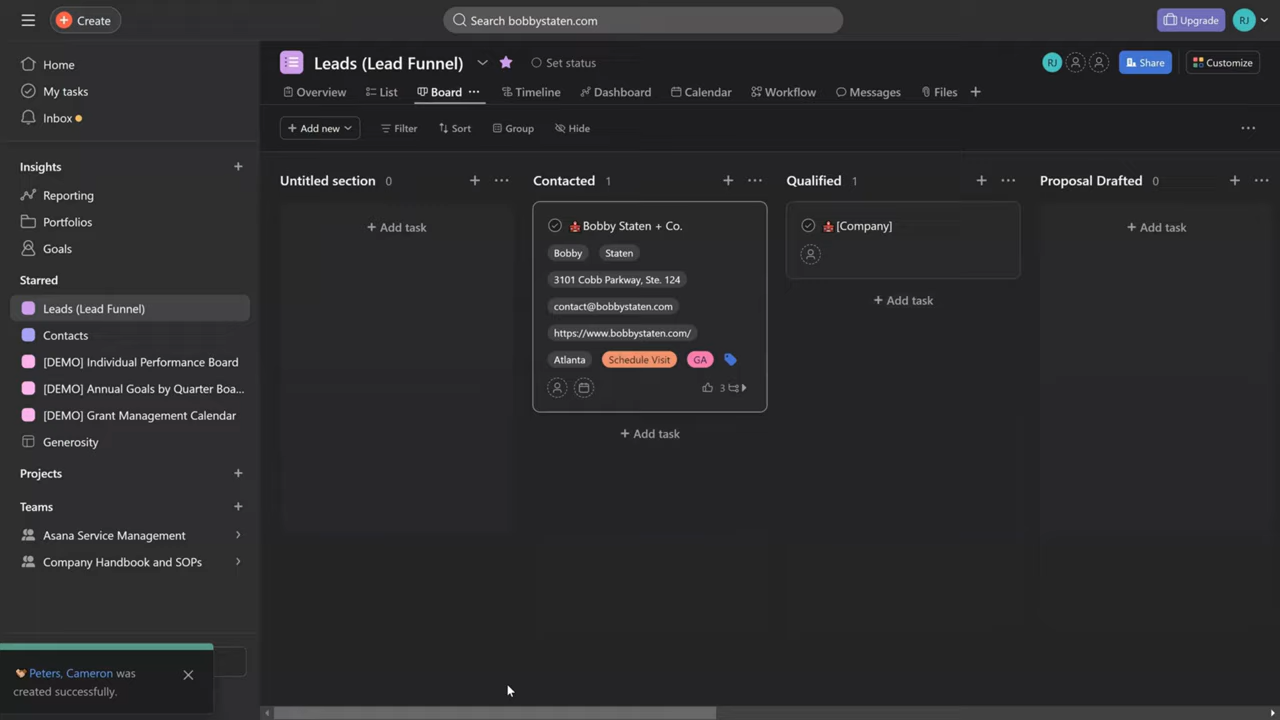 Create
Search bobbystaten.com
Upgrade
RJ
Home
My tasks
Inbox
Insights
Reporting
Portfolios
Goals
Starred
Leads (Lead Funnel)
Contacts
[DEMO] Individual Performance Board
[DEMO] Annual Goals by Quarter Boa...
[DEMO] Grant Management Calendar
Generosity
Projects
Teams
Asana Service Management
Company Handbook and SOPs
Peters, Cameron was
created successfully.
Leads (Lead Funnel)
Set status
RJ
Share
Customize
Overview
List
Board
Timeline
Dashboard
Calendar
Workflow
Messages
Files
Add new
Filter
Sort
Group
Hide
Untitled section 0
+ Add task
Contacted 1
Bobby Staten + Co.
Bobby Staten
3101 Cobb Parkway, Ste. 124
contact@bobbystaten.com
https://www.bobbystaten.com/
Atlanta Schedule Visit GA
3
+ Add task
Qualified 1
[Company]
+ Add task
Proposal Drafted 0
+ Add task